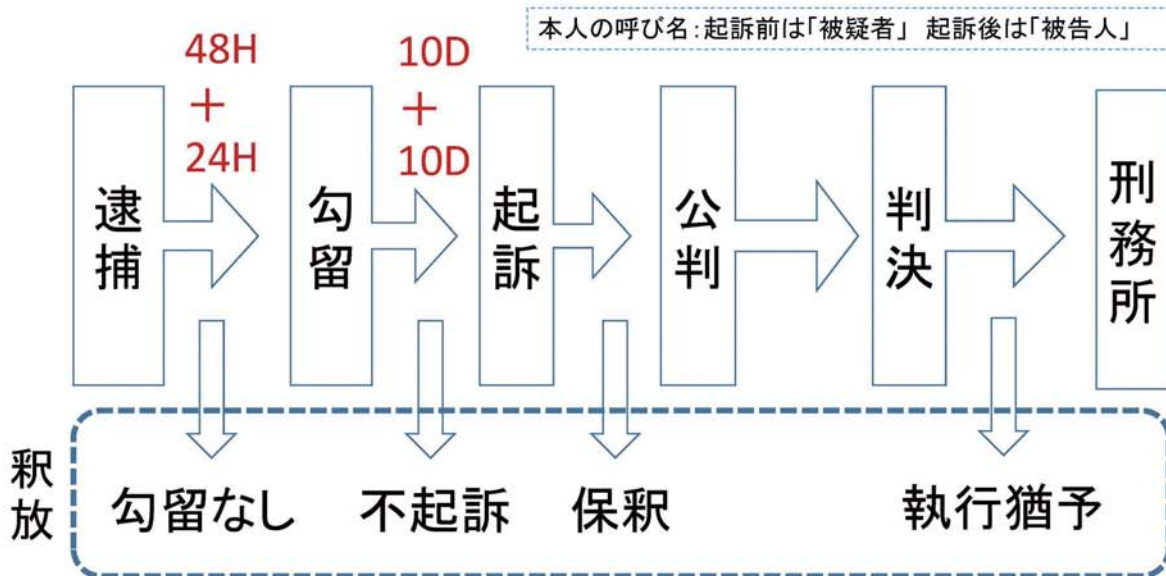 本人の呼び名：起訴前は「被疑者」 起訴後は「被告人」
48H
＋
24H
10D
＋
10D
逮捕
勾留
起訴
公判
判決
刑務所
釈放
勾留なし
不起訴
保釈
執行猶予